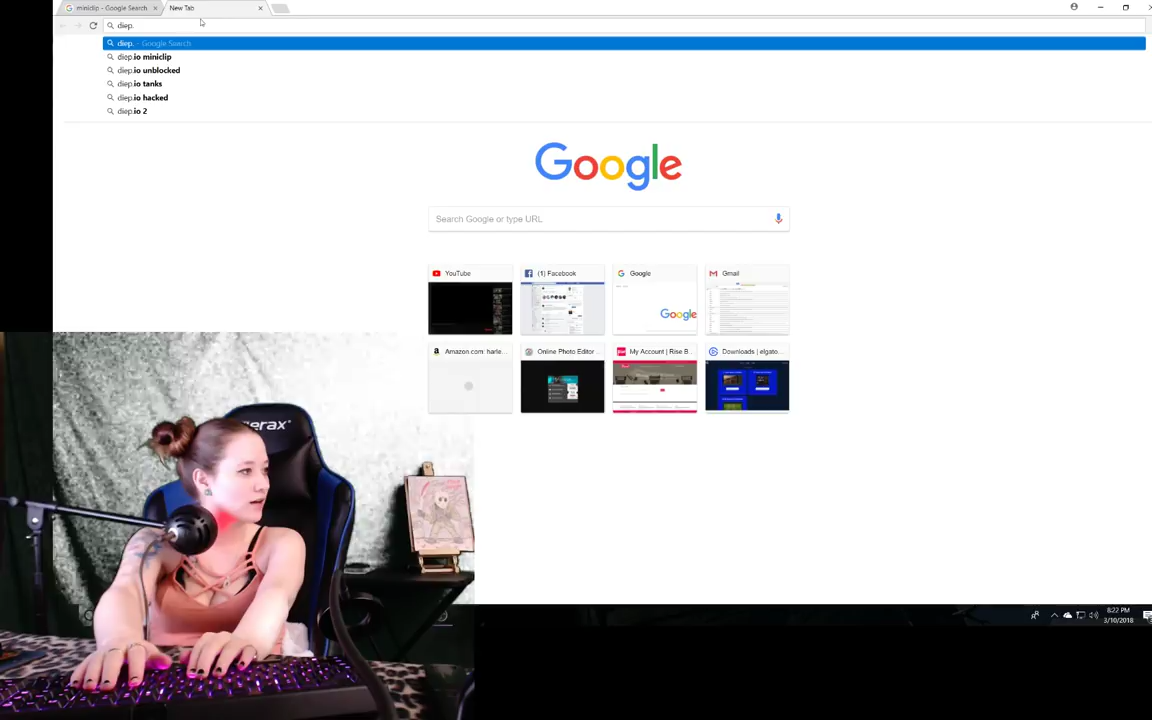 miniclip - Google Search
New Tab
diep.
diep. - Google Search
diep.io miniclip
diep.io unblocked
diep.io tanks
diep.io hacked
diep.io 2
Google
Search Google or type URL
YouTube
(1) Facebook
Google
Gmail
Google
Amazon.com: harle...
Online Photo Editor ...
My Account | Rise B...
Downloads | elgato...
8:22 PM
3/10/2018